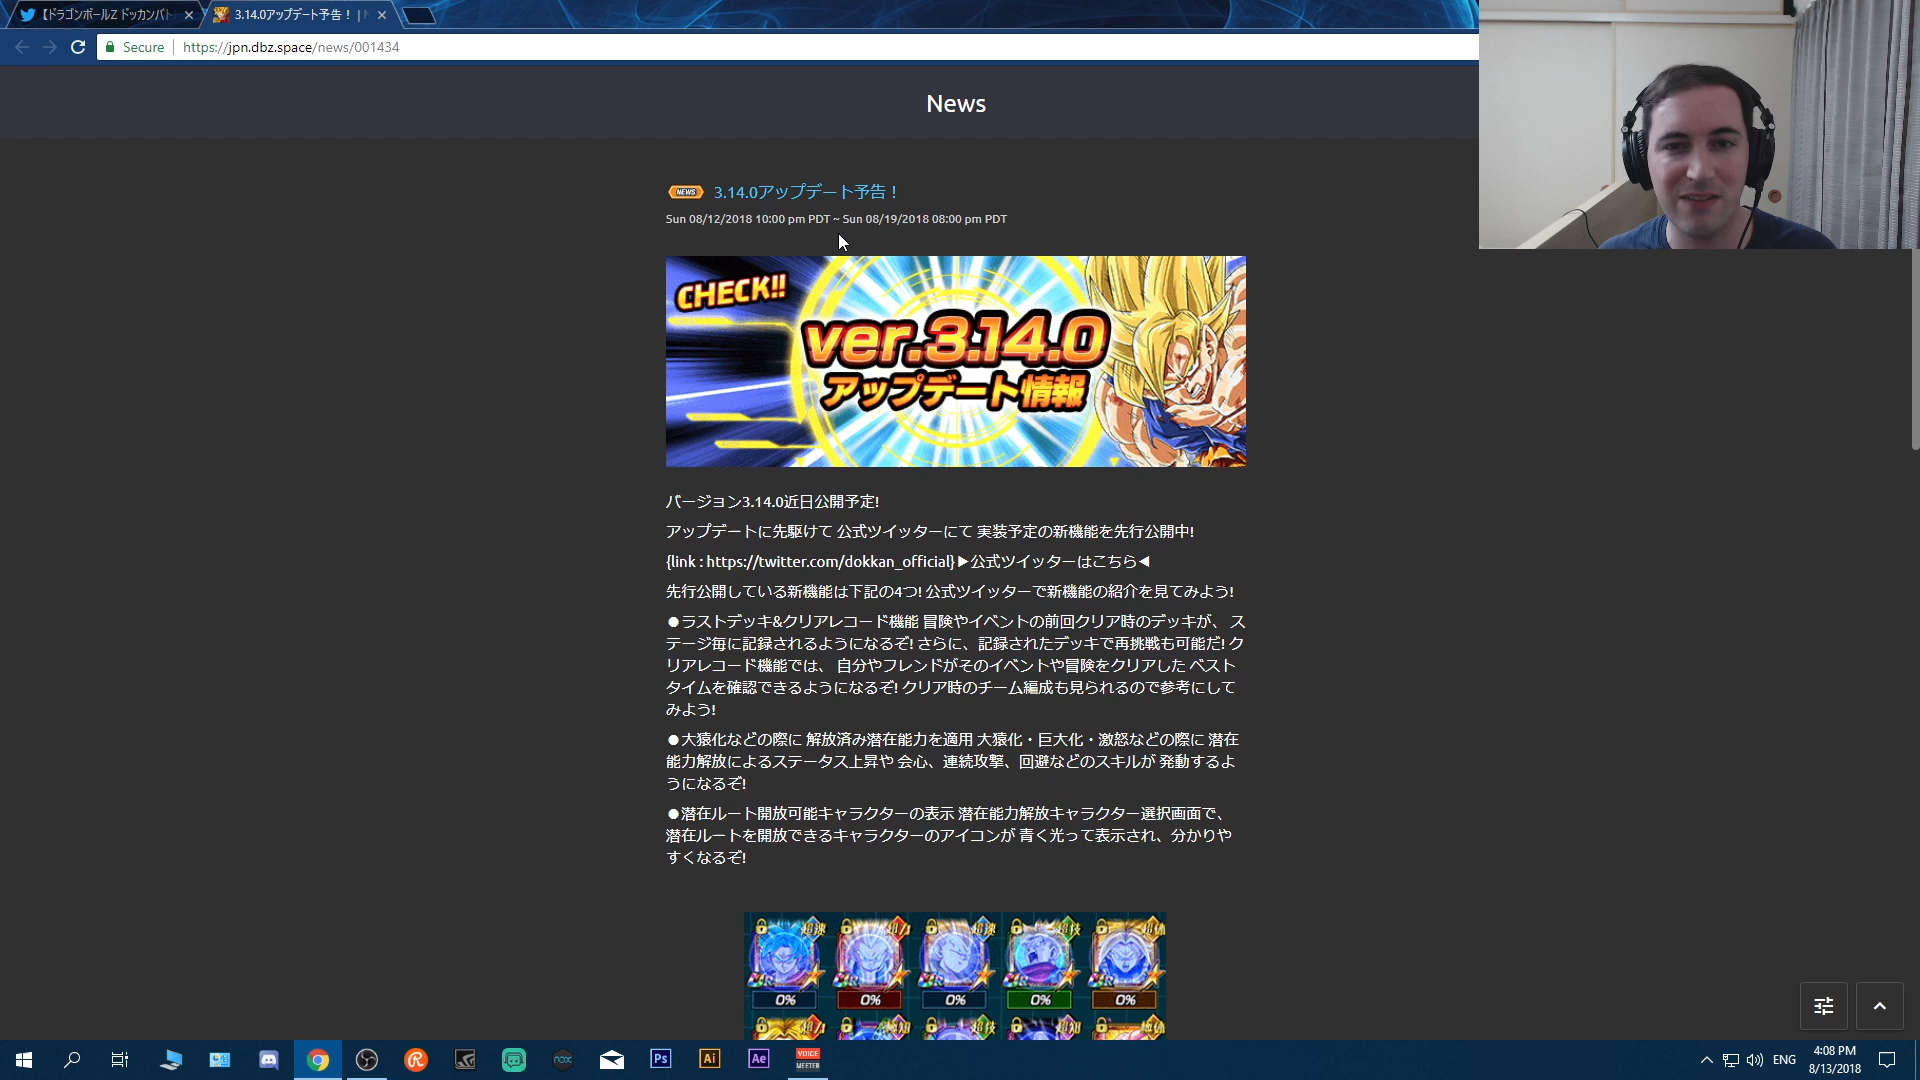 【ドラゴンボールZ ドッカンバト
3.14.0アップデート予告！ | N
Secure
https://jpn.dbz.space/news/001434
News
NEWS
3.14.0アップデート予告！
Sun 08/12/2018 10:00 pm PDT ~ Sun 08/19/2018 08:00 pm PDT
CHECK!!
ver.3.14.0
アップデート情報
バージョン3.14.0近日公開予定!
アップデートに先駆けて 公式ツイッターにて 実装予定の新機能を先行公開中!
{link : https://twitter.com/dokkan_official}▶公式ツイッターはこちら◀
先行公開している新機能は下記の4つ! 公式ツイッターで新機能の紹介を見てみよう!
●ラストデッキ&クリアレコード機能 冒険やイベントの前回クリア時のデッキが、 ス
テージ毎に記録されるようになるぞ! さらに、記録されたデッキで再挑戦も可能だ! ク
リアレコード機能では、 自分やフレンドがそのイベントや冒険をクリアした ベスト
タイムを確認できるようになるぞ! クリア時のチーム編成も見られるので参考にして
みよう!
●大猿化などの際に 解放済み潜在能力を適用 大猿化・巨大化・激怒などの際に 潜在
能力解放によるステータス上昇や 会心、連続攻撃、回避などのスキルが 発動するよ
うになるぞ!
●潜在ルート開放可能キャラクターの表示 潜在能力解放キャラクター選択画面で、
潜在ルートを開放できるキャラクターのアイコンが 青く光って表示され、分かりや
すくなるぞ!
超速 超力 超速 超技 超体
0% 0% 0% 0% 0%
Ps
Ai
Ae
VOICE
MEETER
ENG
4:08 PM
8/13/2018